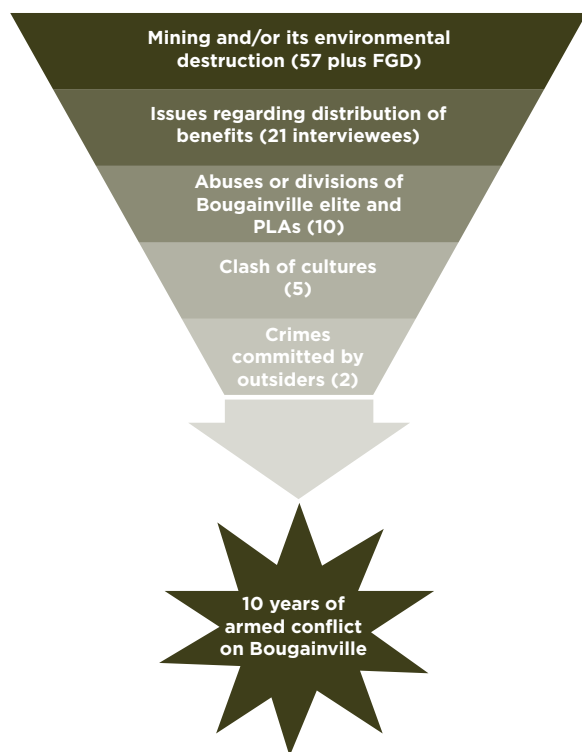 Mining and/or its environmental
destruction (57 plus FGD)
Issues regarding distribution of
benefits (21 interviewees)
Abuses or divisions of
Bougainville elite and
PLAs (10)
Clash of cultures
(5)
Crimes
committed by
outsiders (2)
10 years of
armed conflict
on Bougainville